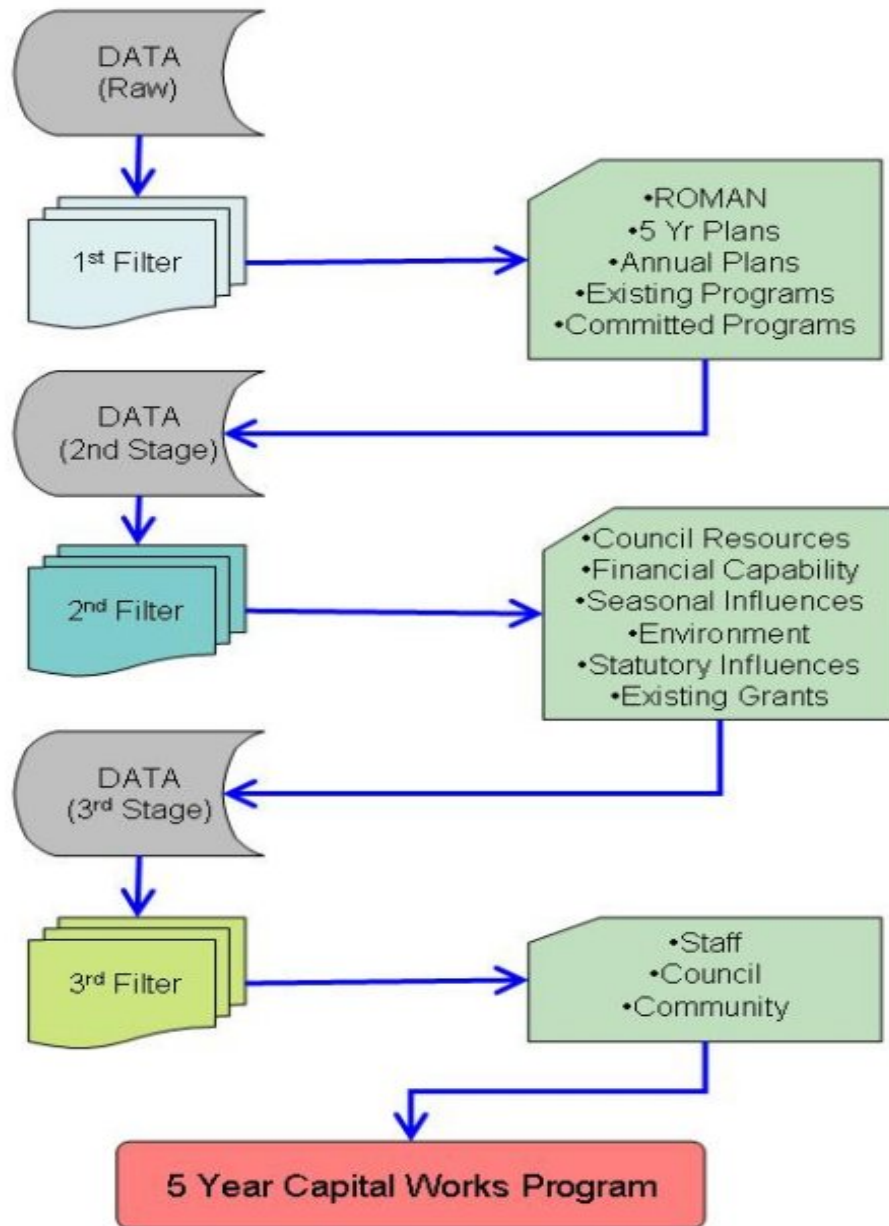 DATA
(Raw)
1st Filter
•ROMAN
•5 Yr Plans
•Annual Plans
•Existing Programs
•Committed Programs
DATA
(2nd Stage)
2nd Filter
•Council Resources
•Financial Capability
•Seasonal Influences
•Environment
•Statutory Influences
•Existing Grants
DATA
(3rd Stage)
3rd Filter
•Staff
•Council
•Community
5 Year Capital Works Program